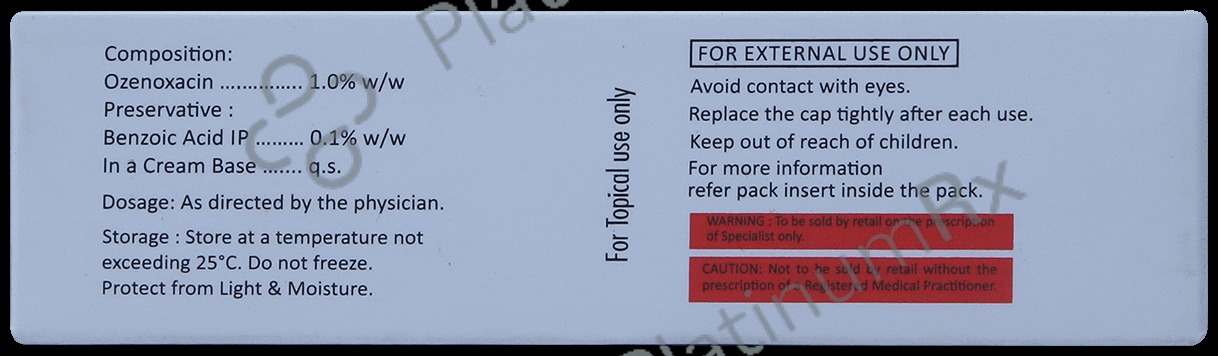 Composition:
Ozenoxacin .............. 1.0% w/w
Preservative :
Benzoic Acid IP ......... 0.1% w/w
In a Cream Base ....... q.s.
Dosage: As directed by the physician.
Storage : Store at a temperature not
exceeding 25°C. Do not freeze.
Protect from Light & Moisture.
For Topical use only
FOR EXTERNAL USE ONLY
Avoid contact with eyes.
Replace the cap tightly after each use.
Keep out of reach of children.
For more information
refer pack insert inside the pack.
WARNING : To be sold by retail on the prescription
of Specialist only.
CAUTION: Not to be sold by retail without the
prescription of a Registered Medical Practitioner.
PlatinumRx